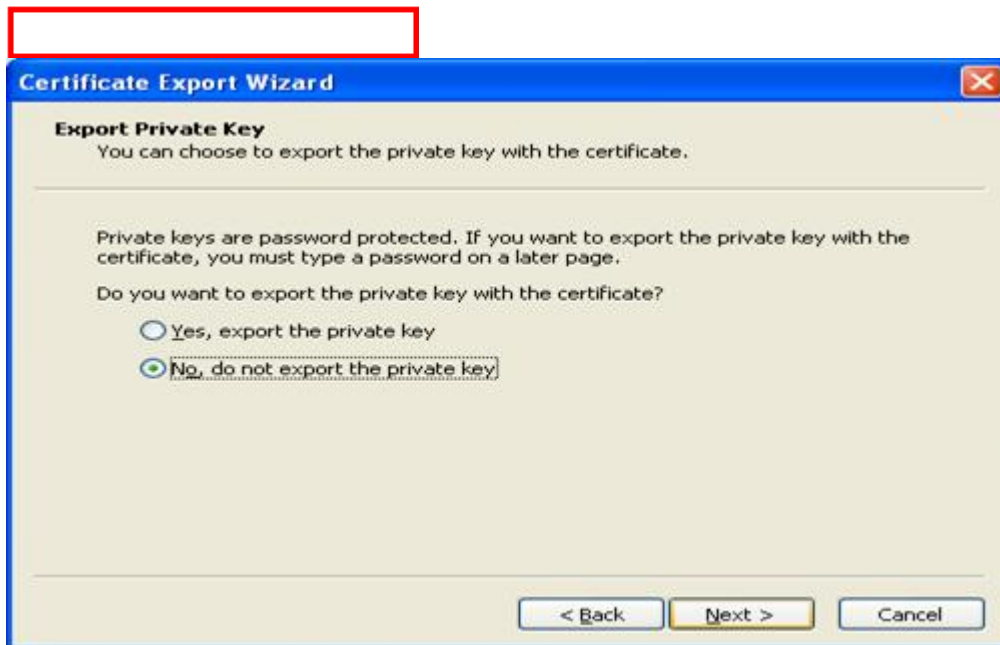 Certificate Export Wizard
Export Private Key
You can choose to export the private key with the certificate.
Private keys are password protected. If you want to export the private key with the
certificate, you must type a password on a later page.
Do you want to export the private key with the certificate?
Yes, export the private key
No, do not export the private key
< Back Next > Cancel